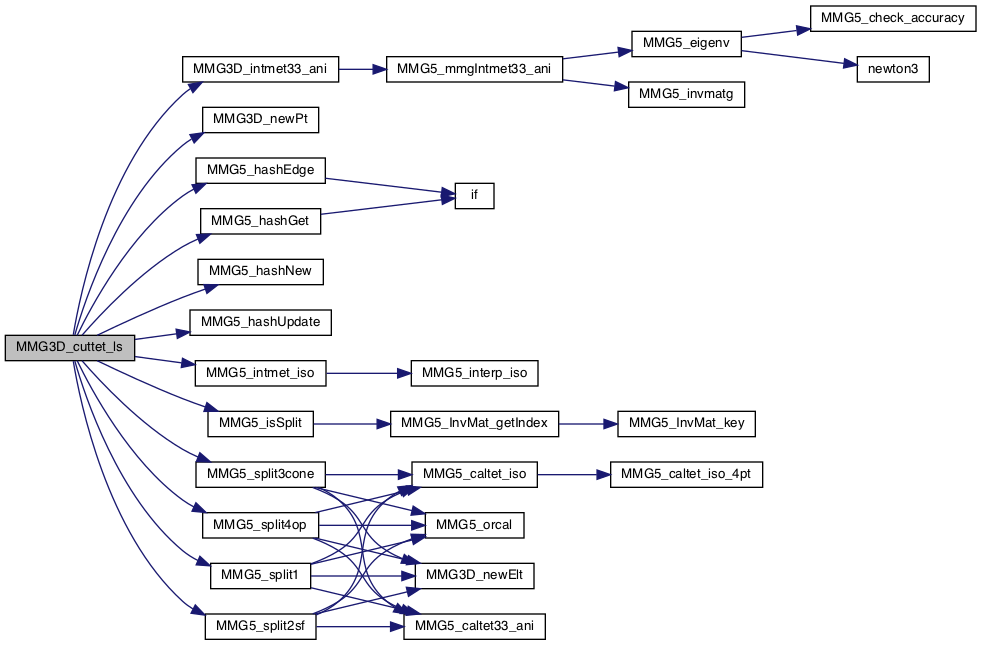 MMG5_check_accuracy
MMG5_eigenv
MMG3D_intmet33_ani
MMG5_mmgIntmet33_ani
newton3
MMG5_invmatg
MMG3D_newPt
MMG5_hashEdge
if
MMG5_hashGet
MMG5_hashNew
MMG5_hashUpdate
MMG3D_cuttet_ls
MMG5_intmet_iso
MMG5_interp_iso
MMG5_isSplit
MMG5_InvMat_getIndex
MMG5_InvMat_key
MMG5_split3cone
MMG5_caltet_iso
MMG5_caltet_iso_4pt
MMG5_split4op
MMG5_orcal
MMG5_split1
MMG3D_newElt
MMG5_split2sf
MMG5_caltet33_ani